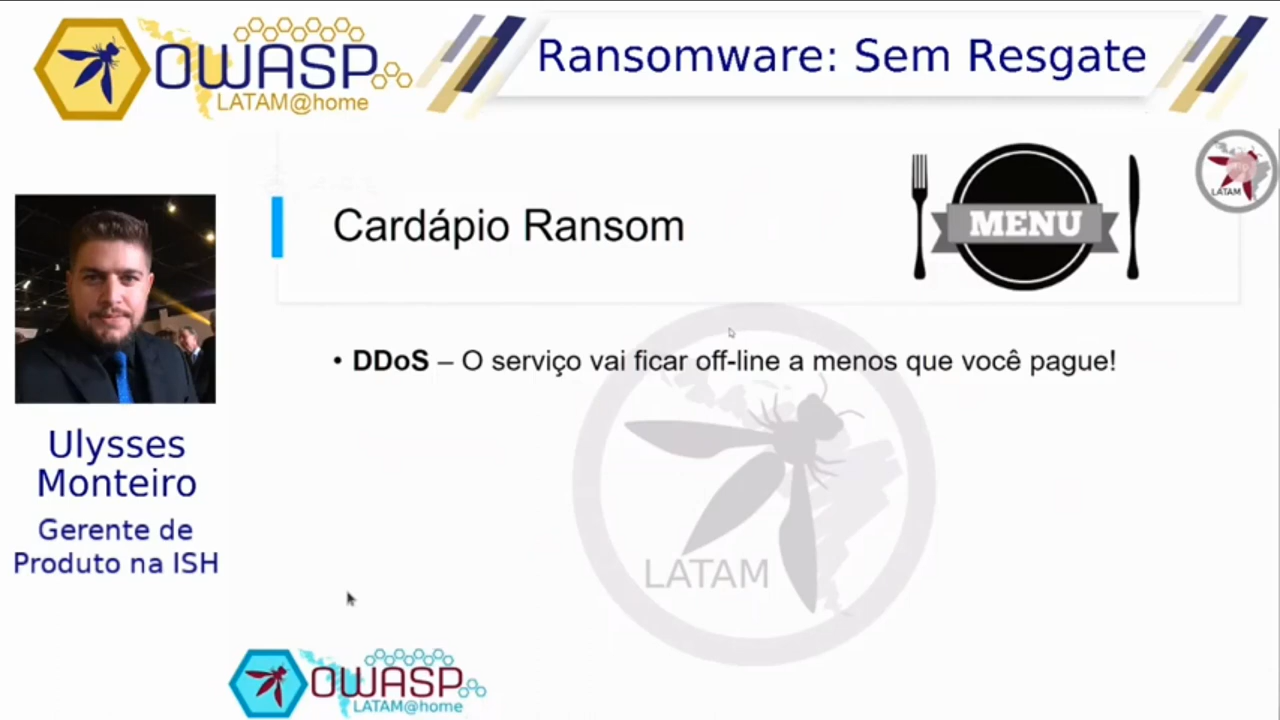 OWASP
LATAM@home
Ransomware: Sem Resgate
LATAM
Cardápio Ransom
MENU
• DDoS – O serviço vai ficar off-line a menos que você pague!
Ulysses
Monteiro
Gerente de
Produto na ISH
LATAM
OWASP
LATAM@home